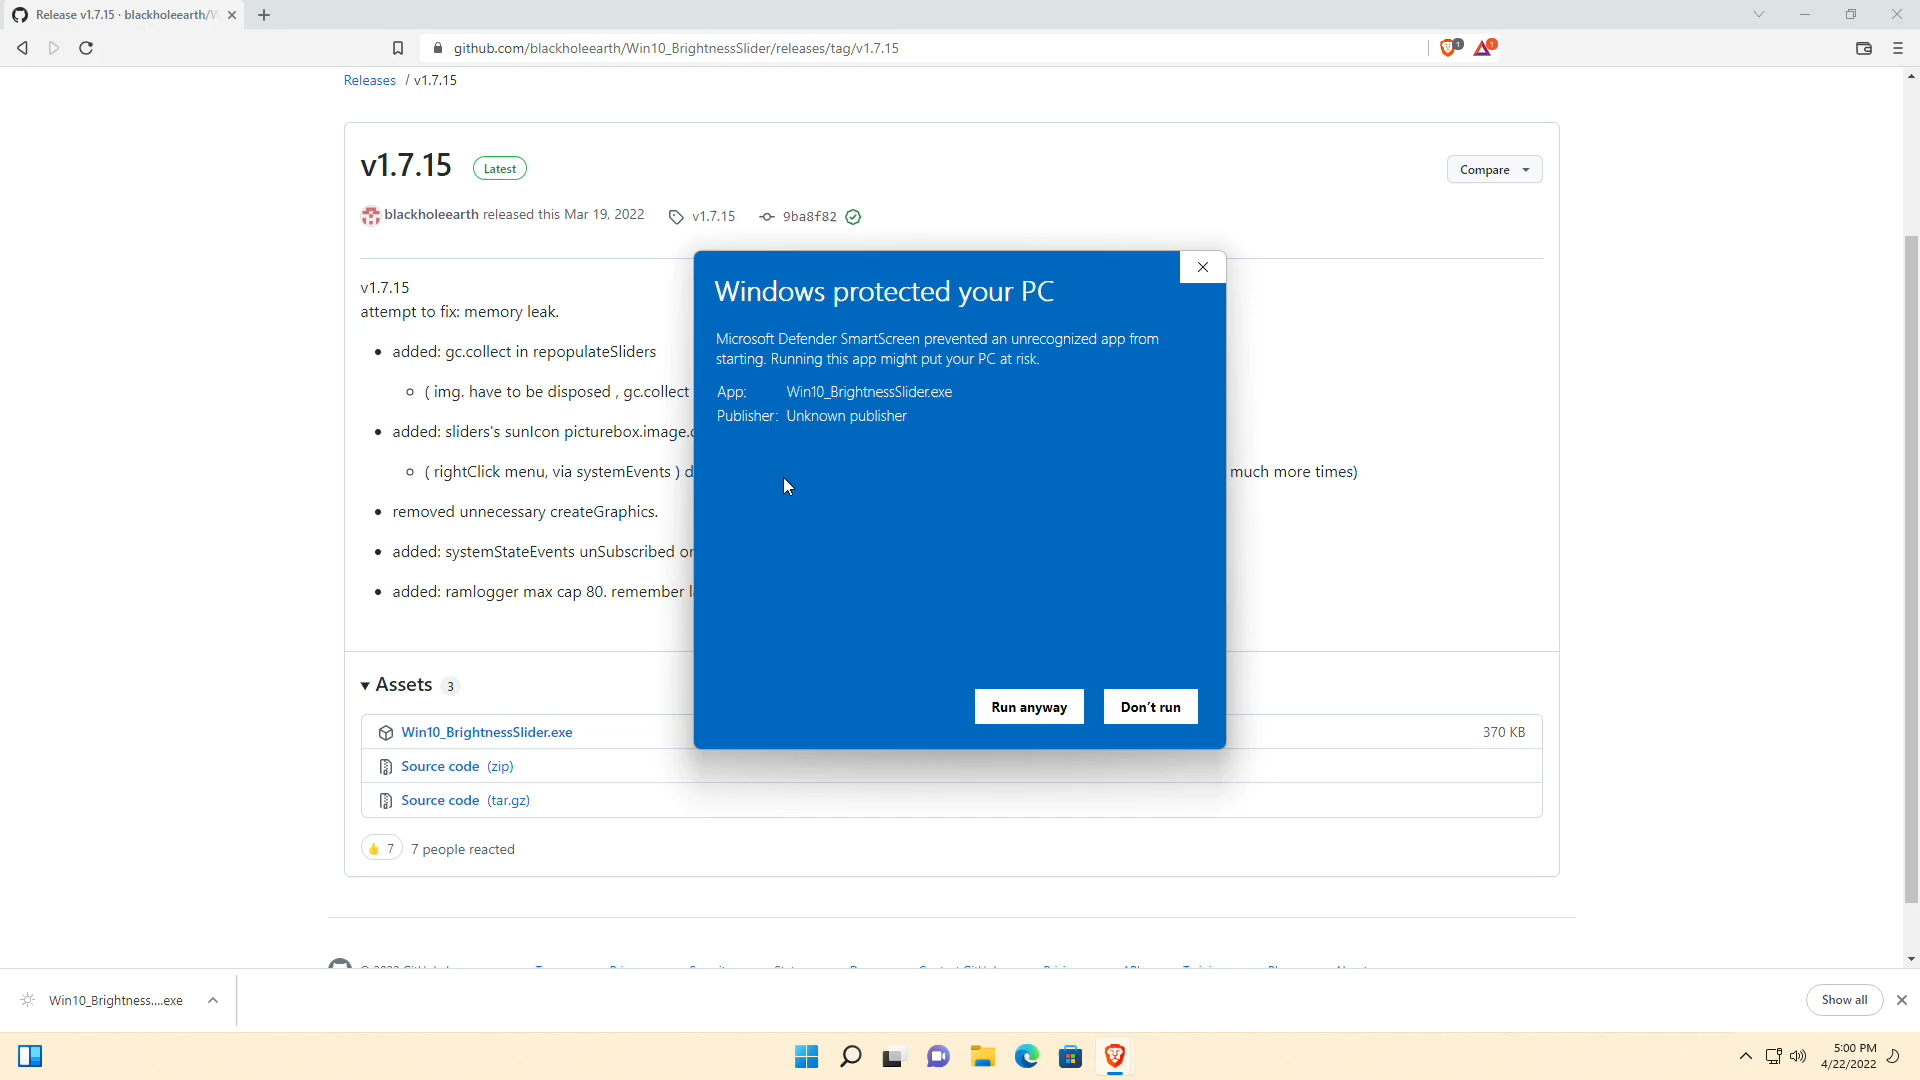 Release v1.7.15 · blackholeearth/W
github.com/blackholeearth/Win10_BrightnessSlider/releases/tag/v1.7.15
1
1
Releases / v1.7.15
v1.7.15 Latest
Compare
blackholeearth released this Mar 19, 2022 v1.7.15 9ba8f82
v1.7.15
attempt to fix: memory leak.
added: gc.collect in repopulateSliders
( img. have to be disposed , gc.collect
added: sliders's sunIcon picturebox.image.
( rightClick menu, via systemEvents ) d
much more times)
removed unnecessary createGraphics.
added: systemStateEvents unSubscribed or
added: ramlogger max cap 80. remember
Windows protected your PC
Microsoft Defender SmartScreen prevented an unrecognized app from
starting. Running this app might put your PC at risk.
App: Win10_BrightnessSlider.exe
Publisher: Unknown publisher
Run anyway Don't run
Assets 3
Win10_BrightnessSlider.exe 370 KB
Source code (zip)
Source code (tar.gz)
7 7 people reacted
Win10_Brightness....exe
Show all
5:00 PM
4/22/2022